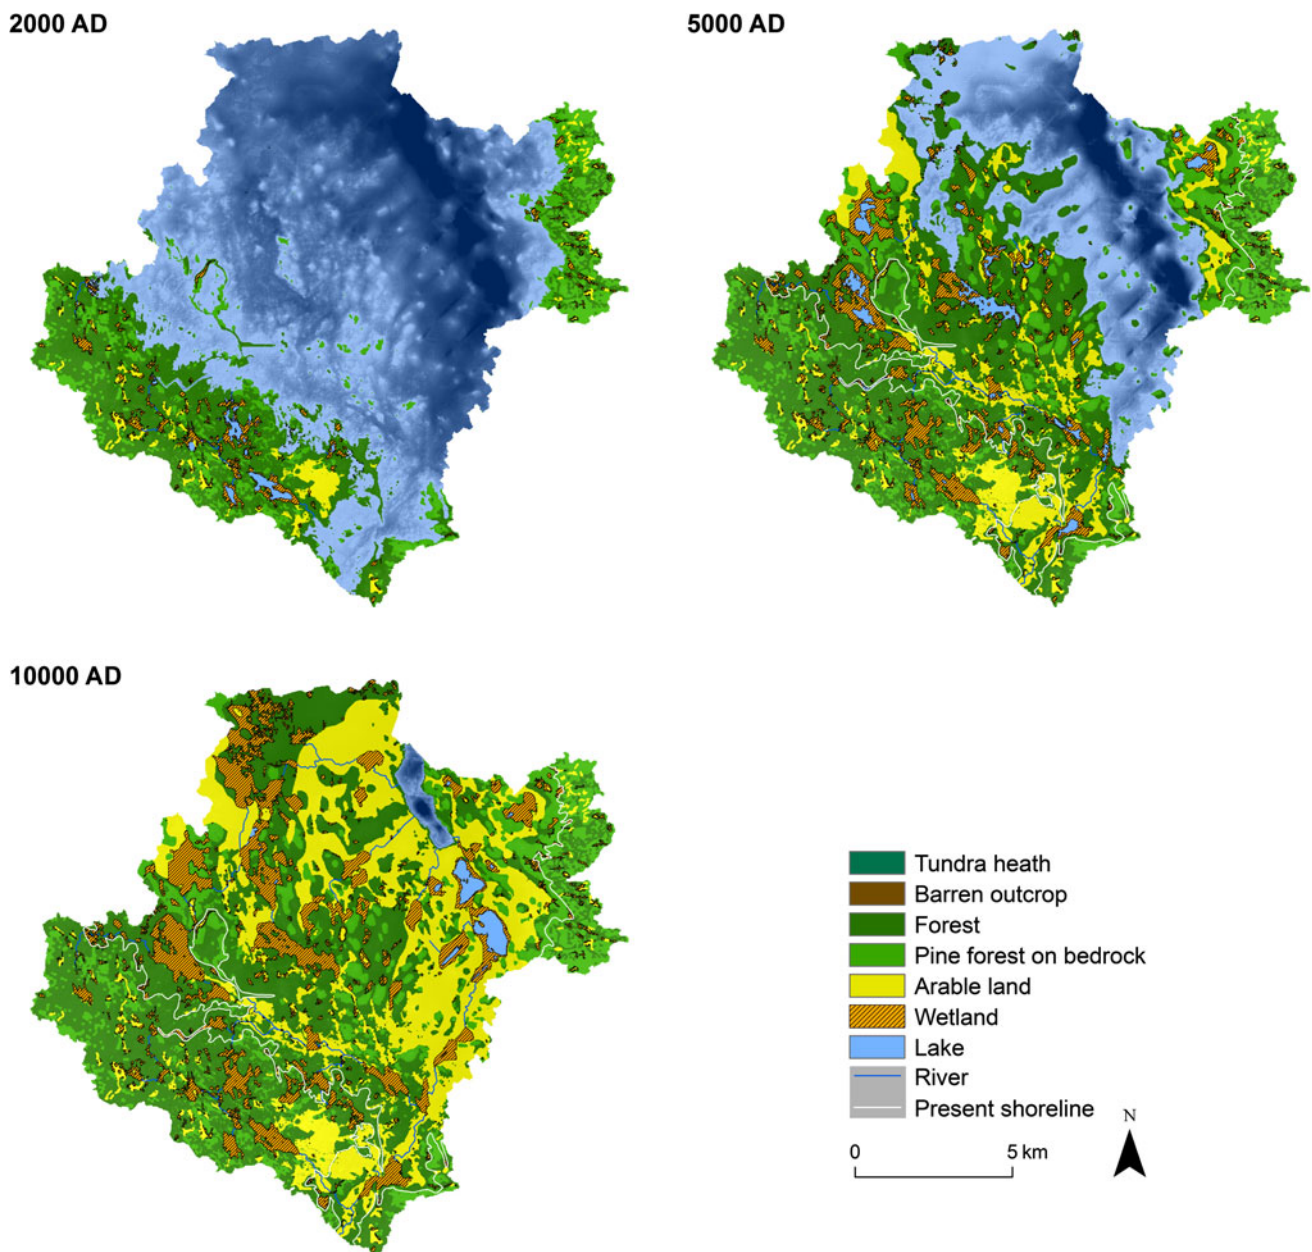 2000 AD
5000 AD
10000 AD
Tundra heath
Barren outcrop
Forest
Pine forest on bedrock
Arable land
Wetland
Lake
River
Present shoreline
N
0 5 km